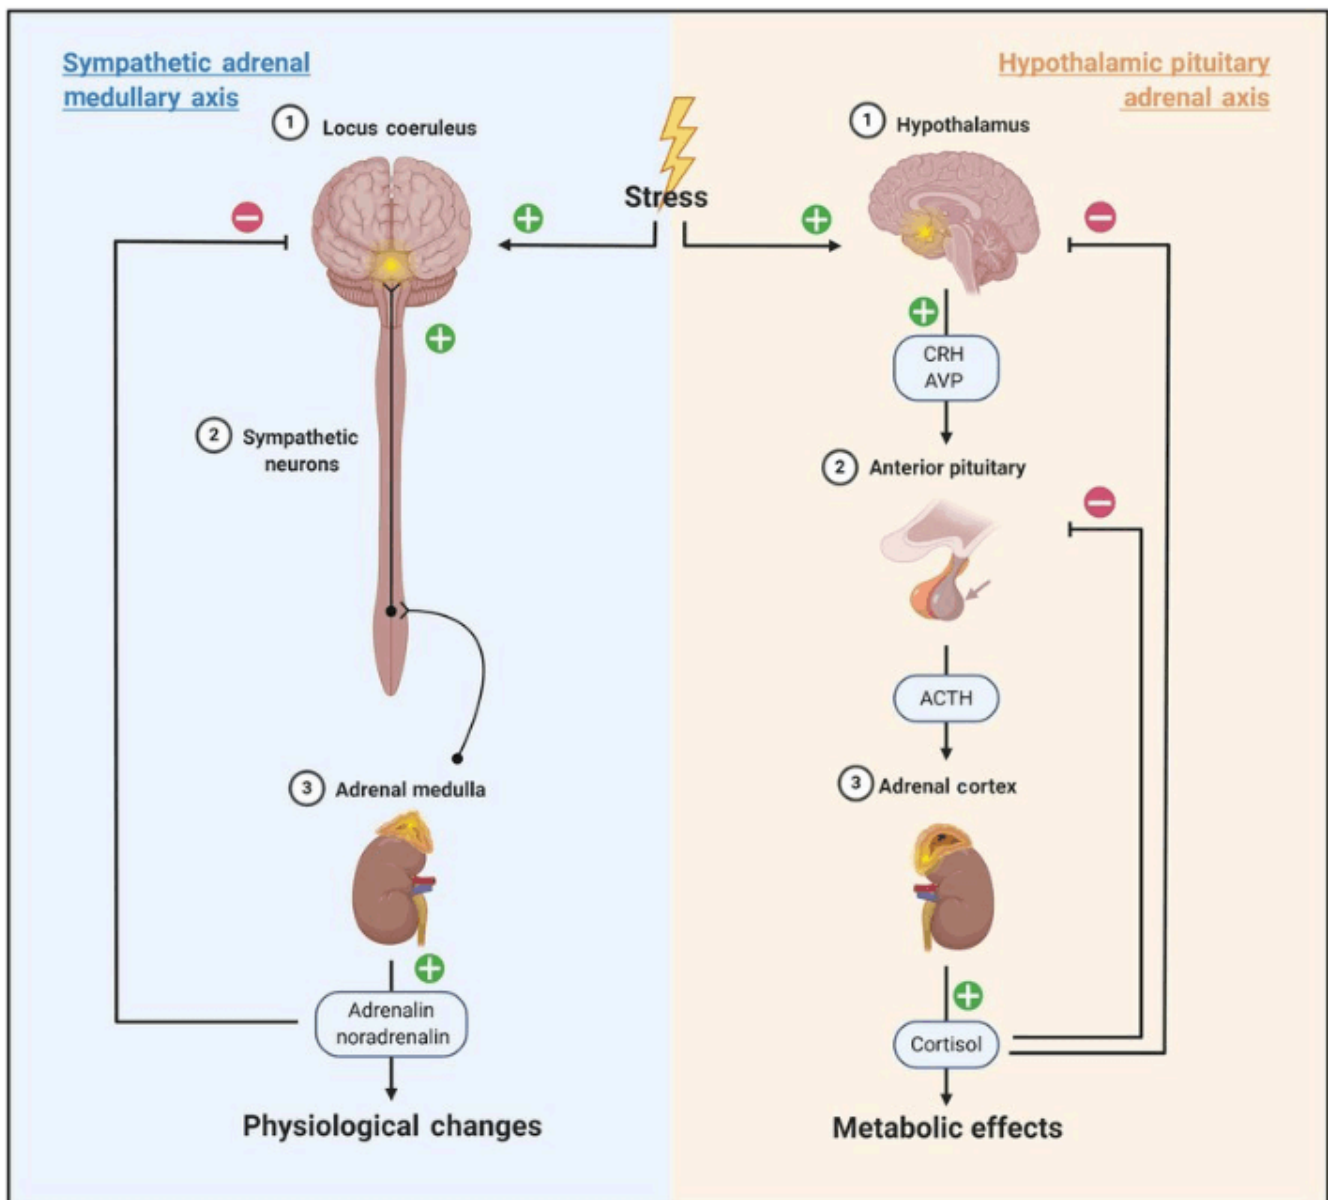 Sympathetic adrenal
medullary axis
1 Locus coeruleus
2 Sympathetic
neurons
3 Adrenal medulla
Adrenalin
noradrenalin
Physiological changes
Stress
Hypothalamic pituitary
adrenal axis
1 Hypothalamus
CRH
AVP
2 Anterior pituitary
ACTH
3 Adrenal cortex
Cortisol
Metabolic effects